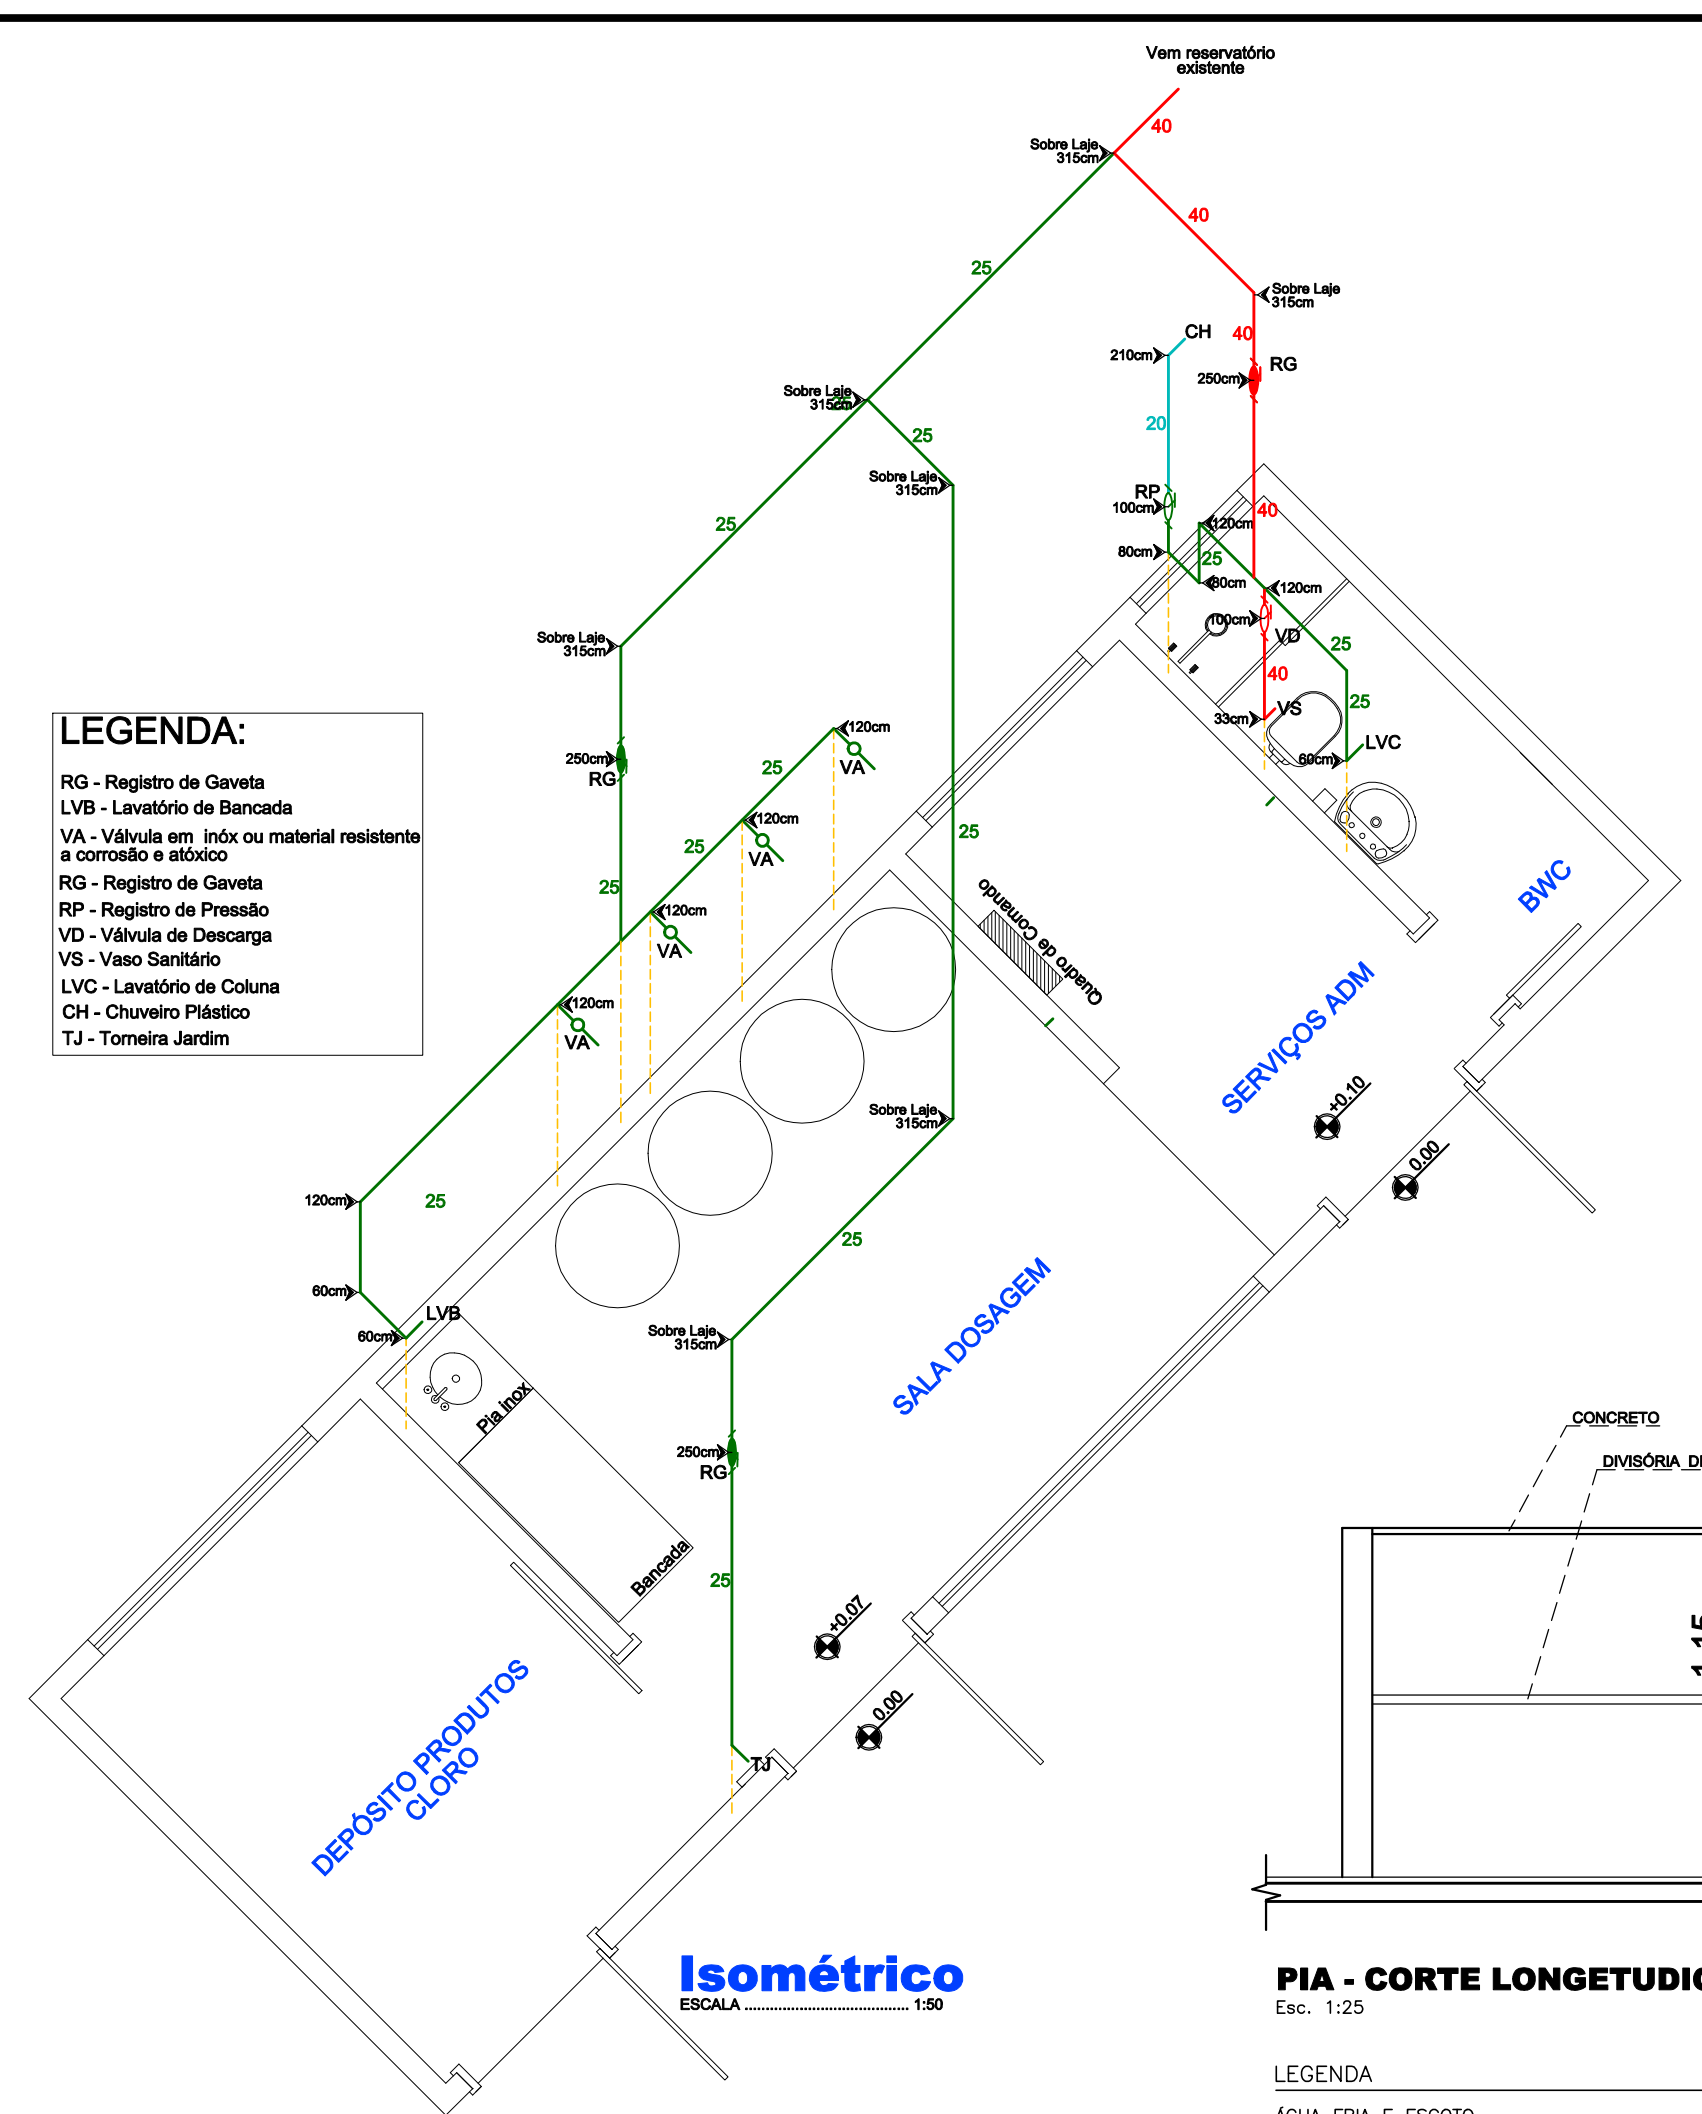 Vem reservatório
existente
40
Sobre Laje
315cm
40
25
Sobre Laje
315cm
CH
40
210cm
RG
250cm
Sobre Laje
315cm
25
20
25
Sobre Laje
315cm
RP
100cm
40
120cm
25
80cm
25
80cm
120cm
100cm
VD
Sobre Laje
315cm
25
40
VS
33cm
25
LVC
60cm
LEGENDA:
RG - Registro de Gaveta
LVB - Lavatório de Bancada
VA - Válvula em inóx ou material resistente
a corrosão e atóxico
RG - Registro de Gaveta
RP - Registro de Pressão
VD - Válvula de Descarga
VS - Vaso Sanitário
LVC - Lavatório de Coluna
CH - Chuveiro Plástico
TJ - Torneira Jardim
120cm
250cm
RG
25
VA
120cm
25
25
VA
25
120cm
VA
120cm
VA
BWC
Quadro de Comando
SERVIÇOS ADM
+0.10
0.00
Sobre Laje
315cm
120cm
25
25
60cm
LVB
60cm
Sobre Laje
315cm
SALA DOSAGEM
Pia inox
250cm
RG
CONCRETO
DIVISÓRIA
Bancada
25
+0.07
0.00
1.15
TJ
DEPÓSITO PRODUTOS
CLORO
Isométrico
ESCALA ........................................ 1:50
PIA - CORTE LONGETUDI
Esc. 1:25
LEGENDA
ÁGUA FRIA E ESGOTO